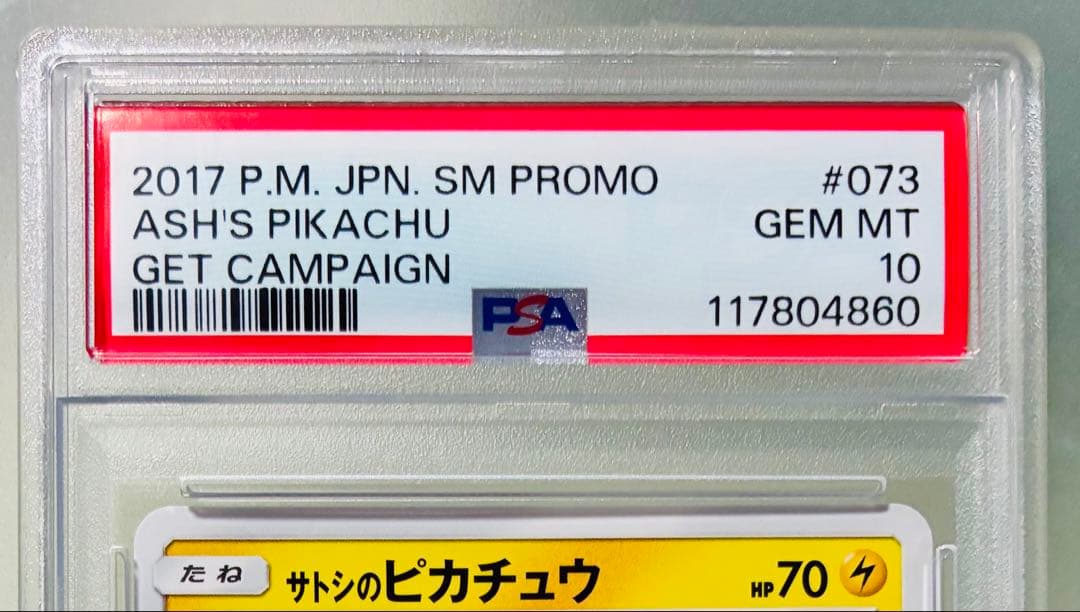 2017 P.M. JPN. SM PROMO #073
ASH'S PIKACHU GEM MT
GET CAMPAIGN 10
PSA 117804860
たね サトシのピカチュウ HP70